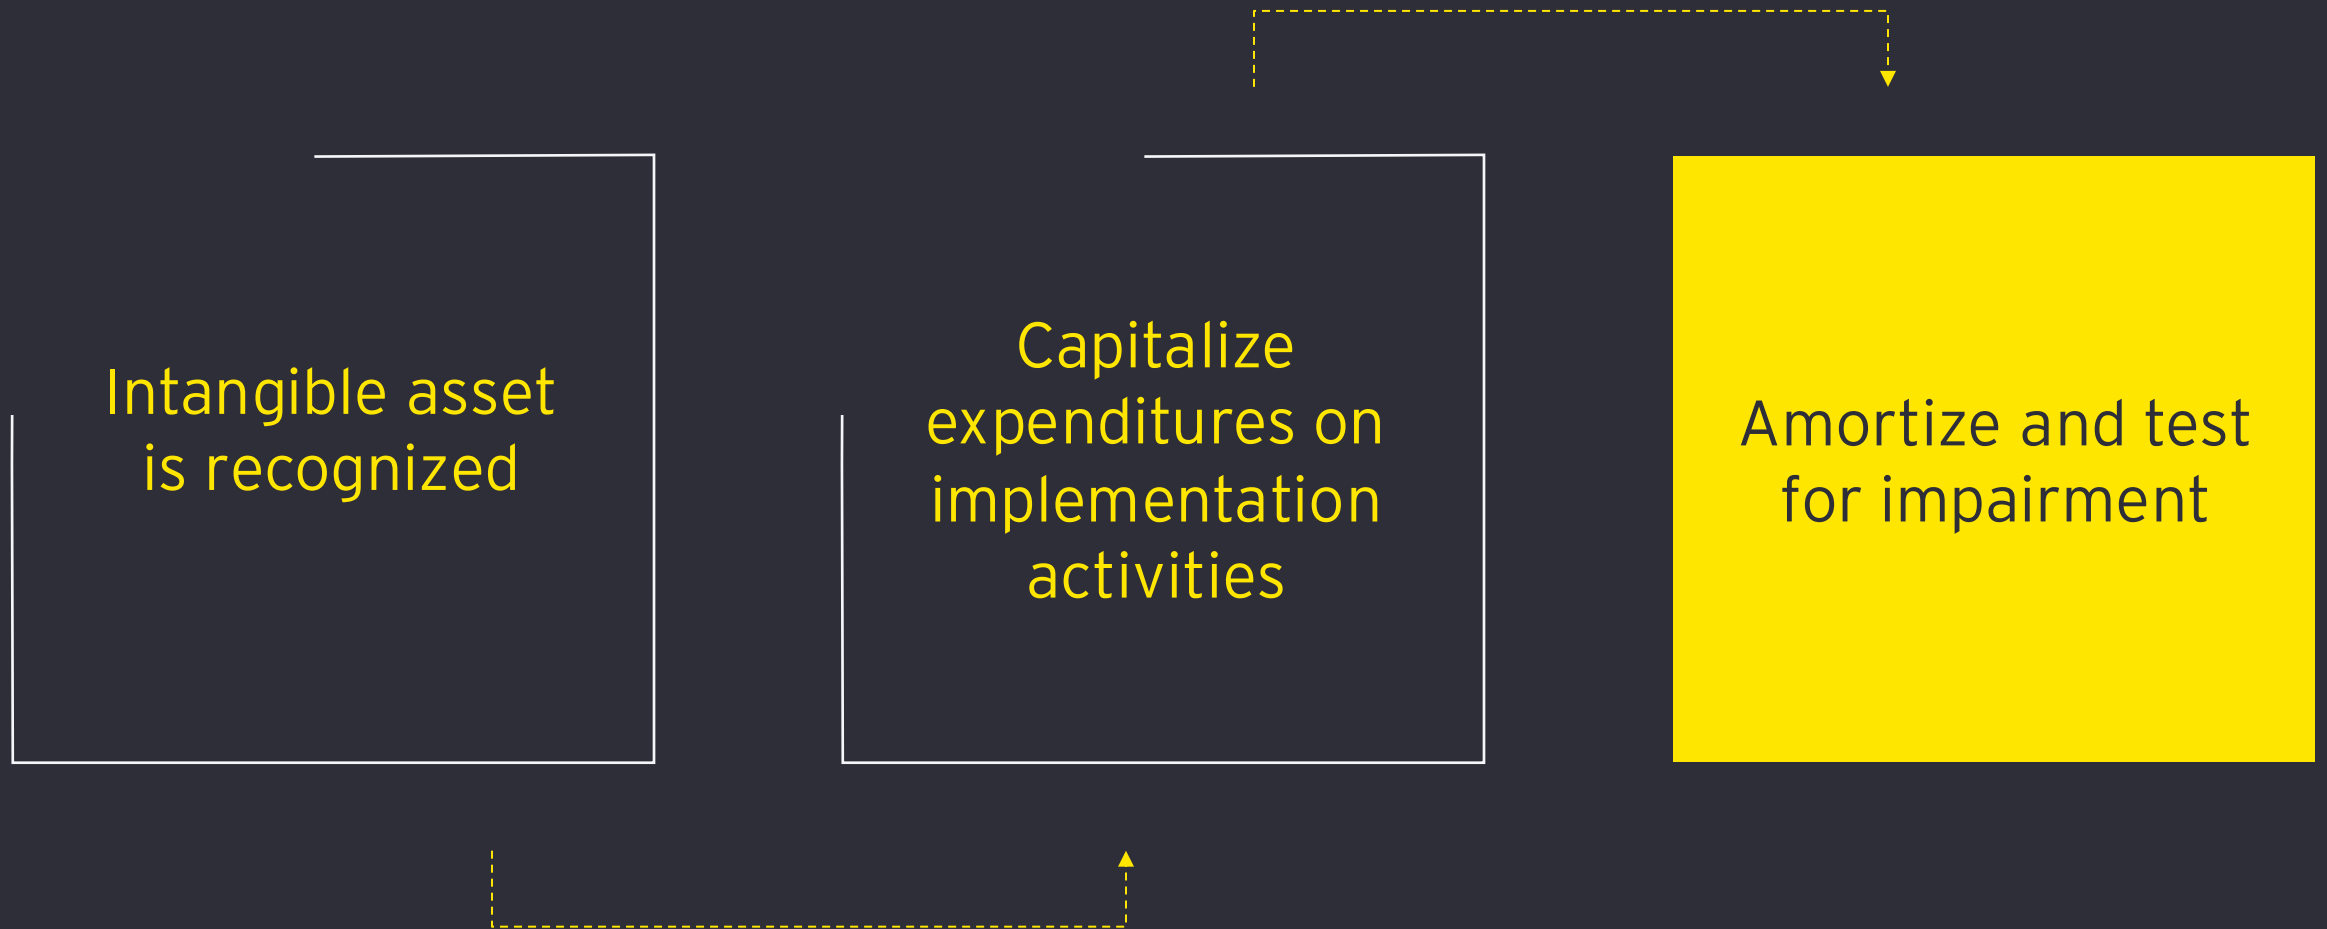 Intangible asset
is recognized
Capitalize
expenditures on
implementation
activities
Amortize and test
for impairment